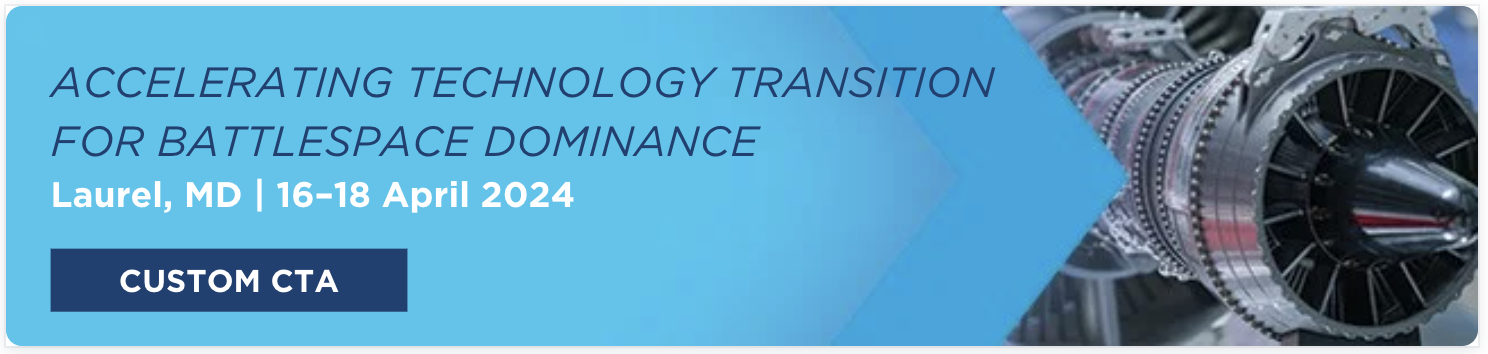 ACCELERATING TECHNOLOGY TRANSITION
FOR BATTLESPACE DOMINANCE
Laurel, MD | 16–18 April 2024
CUSTOM CTA